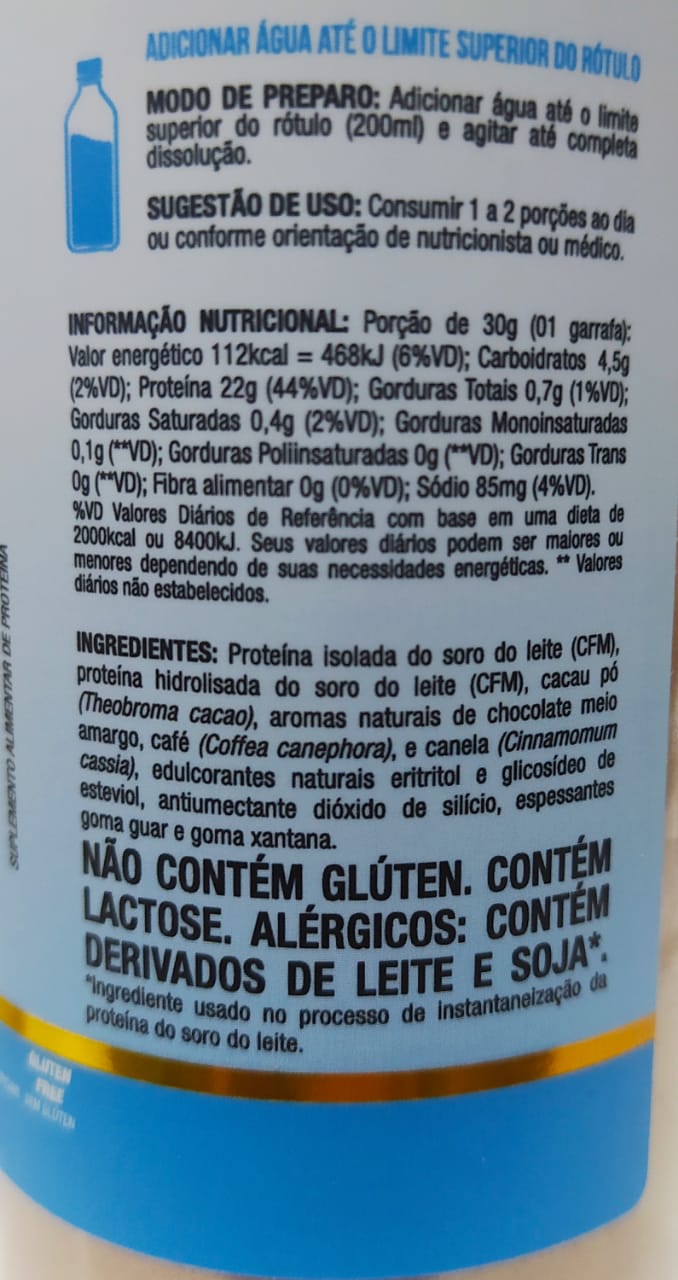 ADICIONAR ÁGUA ATÉ O LIMITE SUPERIOR DO RÓTULO
MODO DE PREPARO: Adicionar água até o limite
superior do rótulo (200ml) e agitar até completa
dissolução.
SUGESTÃO DE USO: Consumir 1 a 2 porções ao dia
ou conforme orientação de nutricionista ou médico.
INFORMAÇÃO NUTRICIONAL: Porção de 30g (01 garrafa):
Valor energético 112kcal = 468kJ (6%VD); Carboidratos 4,5g
(2%VD); Proteína 22g (44%VD); Gorduras Totais 0,7g (1%VD);
Gorduras Saturadas 0,4g (2%VD); Gorduras Monoinsaturadas
0,1g (**VD); Gorduras Poliinsaturadas 0g (**VD); Gorduras Trans
0g (**VD); Fibra alimentar 0g (0%VD); Sódio 85mg (4%VD).
%VD Valores Diários de Referência com base em uma dieta de
2000kcal ou 8400kJ. Seus valores diários podem ser maiores ou
menores dependendo de suas necessidades energéticas. ** Valores
diários não estabelecidos.
SUPLEMENTO ALIMENTAR DE PROTEÍNA
INGREDIENTES: Proteína isolada do soro do leite (CFM),
proteína hidrolisada do soro do leite (CFM), cacau pó
(Theobroma cacao), aromas naturais de chocolate meio
amargo, café (Coffea canephora), e canela (Cinnamomum
cassia), edulcorantes naturais eritritol e glicosídeo de
esteviol, antiumectante dióxido de silício, espessantes
goma guar e goma xantana.
NÃO CONTÉM GLÚTEN. CONTÉM
LACTOSE. ALÉRGICOS: CONTÉM
DERIVADOS DE LEITE E SOJA*.
*Ingrediente usado no processo de instantaneização da
proteína do soro do leite.
GLUTEN
FREE
SEM GLÚTEN